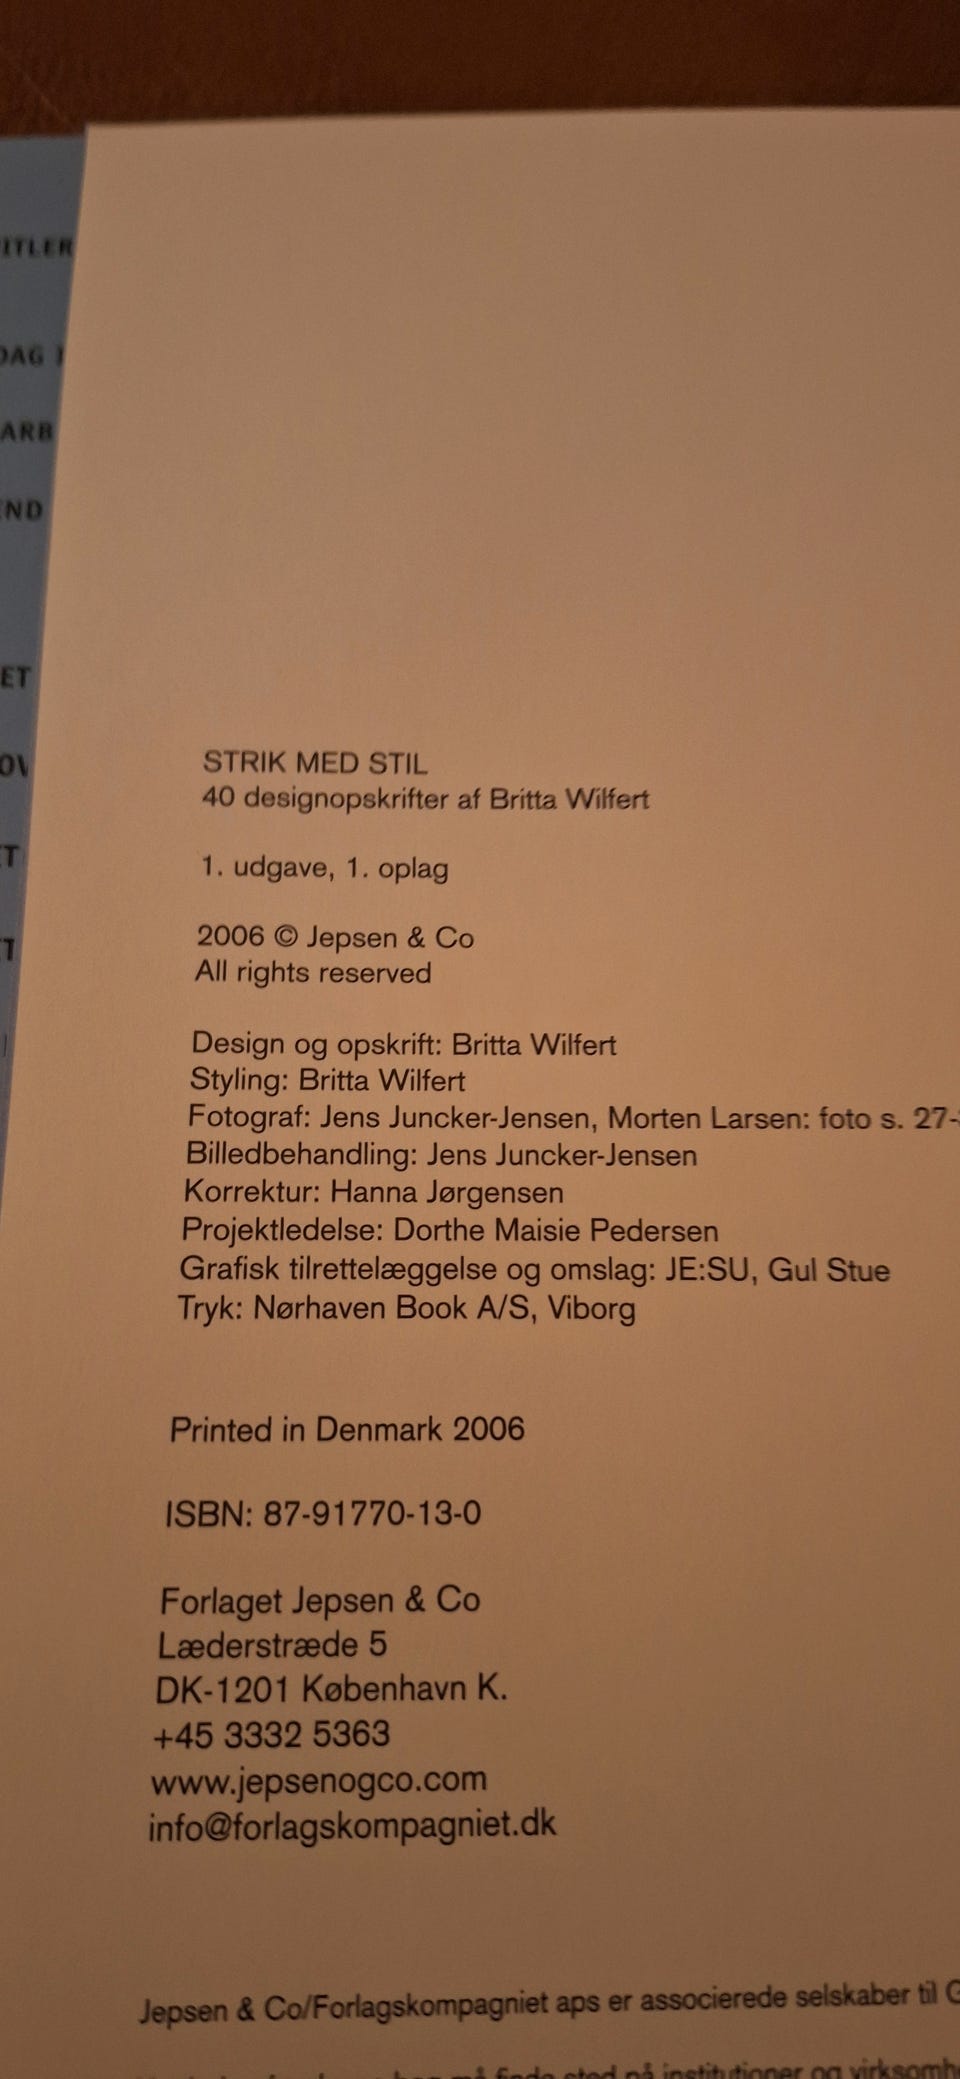 STRIK MED STIL
40 designopskrifter af Britta Wilfert
1. udgave, 1. oplag
2006 © Jepsen & Co
All rights reserved
Design og opskrift: Britta Wilfert
Styling: Britta Wilfert
Fotograf: Jens Juncker-Jensen, Morten Larsen: foto s. 27-
Billedbehandling: Jens Juncker-Jensen
Korrektur: Hanna Jørgensen
Projektledelse: Dorthe Maisie Pedersen
Grafisk tilrettelæggelse og omslag: JE:SU, Gul Stue
Tryk: Nørhaven Book A/S, Viborg
Printed in Denmark 2006
ISBN: 87-91770-13-0
Forlaget Jepsen & Co
Læderstræde 5
DK-1201 København K.
+45 3332 5363
www.jepsenogco.com
info@forlagskompagniet.dk
Jepsen & Co/Forlagskompagniet aps er associerede selskaber til G